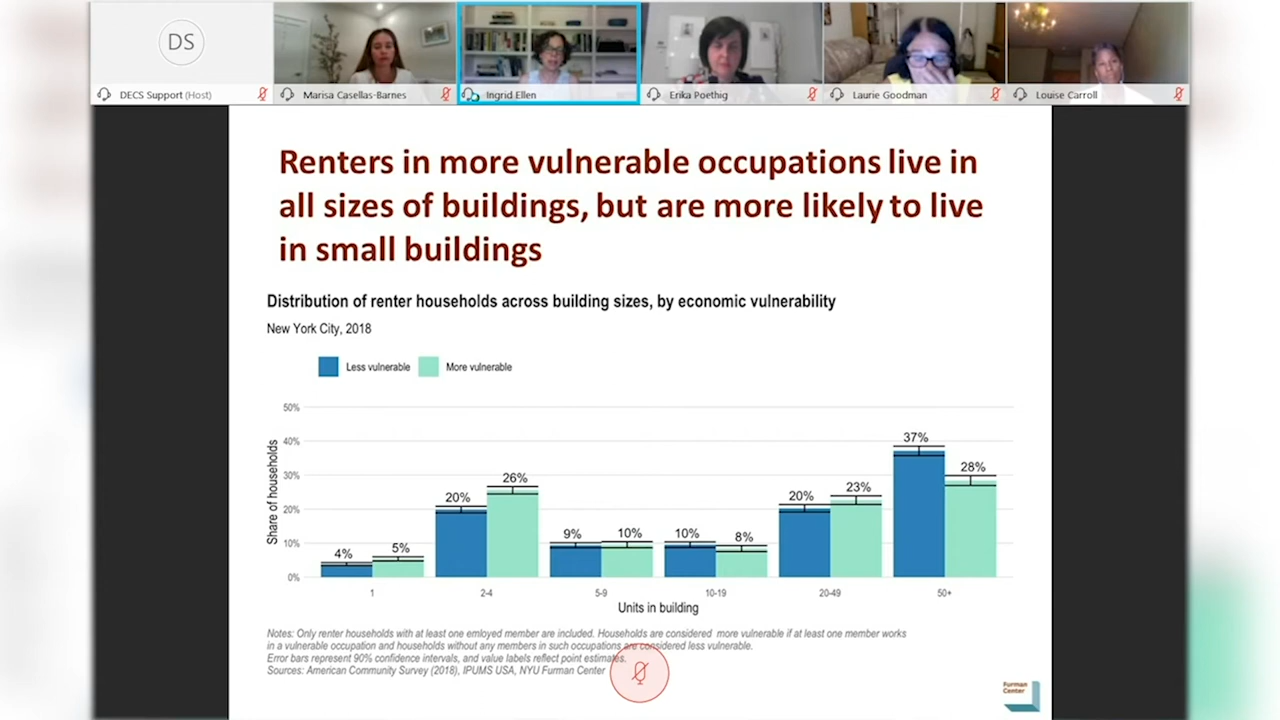 DS
DECS Support (Host)
Marisa Casellas-Barnes
Ingrid Ellen
Erika Poethig
Laurie Goodman
Louise Carroll
Renters in more vulnerable occupations live in
all sizes of buildings, but are more likely to live
in small buildings
Distribution of renter households across building sizes, by economic vulnerability
New York City, 2018
Less vulnerable
More vulnerable
Share of households
50%
40%
30%
20%
10%
0%
4%
5%
20%
26%
9%
10%
10%
8%
20%
23%
37%
28%
1
2-4
5-9
10-19
20-49
50+
Units in building
Notes: Only renter households with at least one emloyed member are included. Households are considered more vulnerable if at least one member works
in a vulnerable occupation and households without any members in such occupations are considered less vulnerable.
Error bars represent 90% confidence intervals, and value labels reflect point estimates.
Sources: American Community Survey (2018), IPUMS USA, NYU Furman Center
Furman
Center